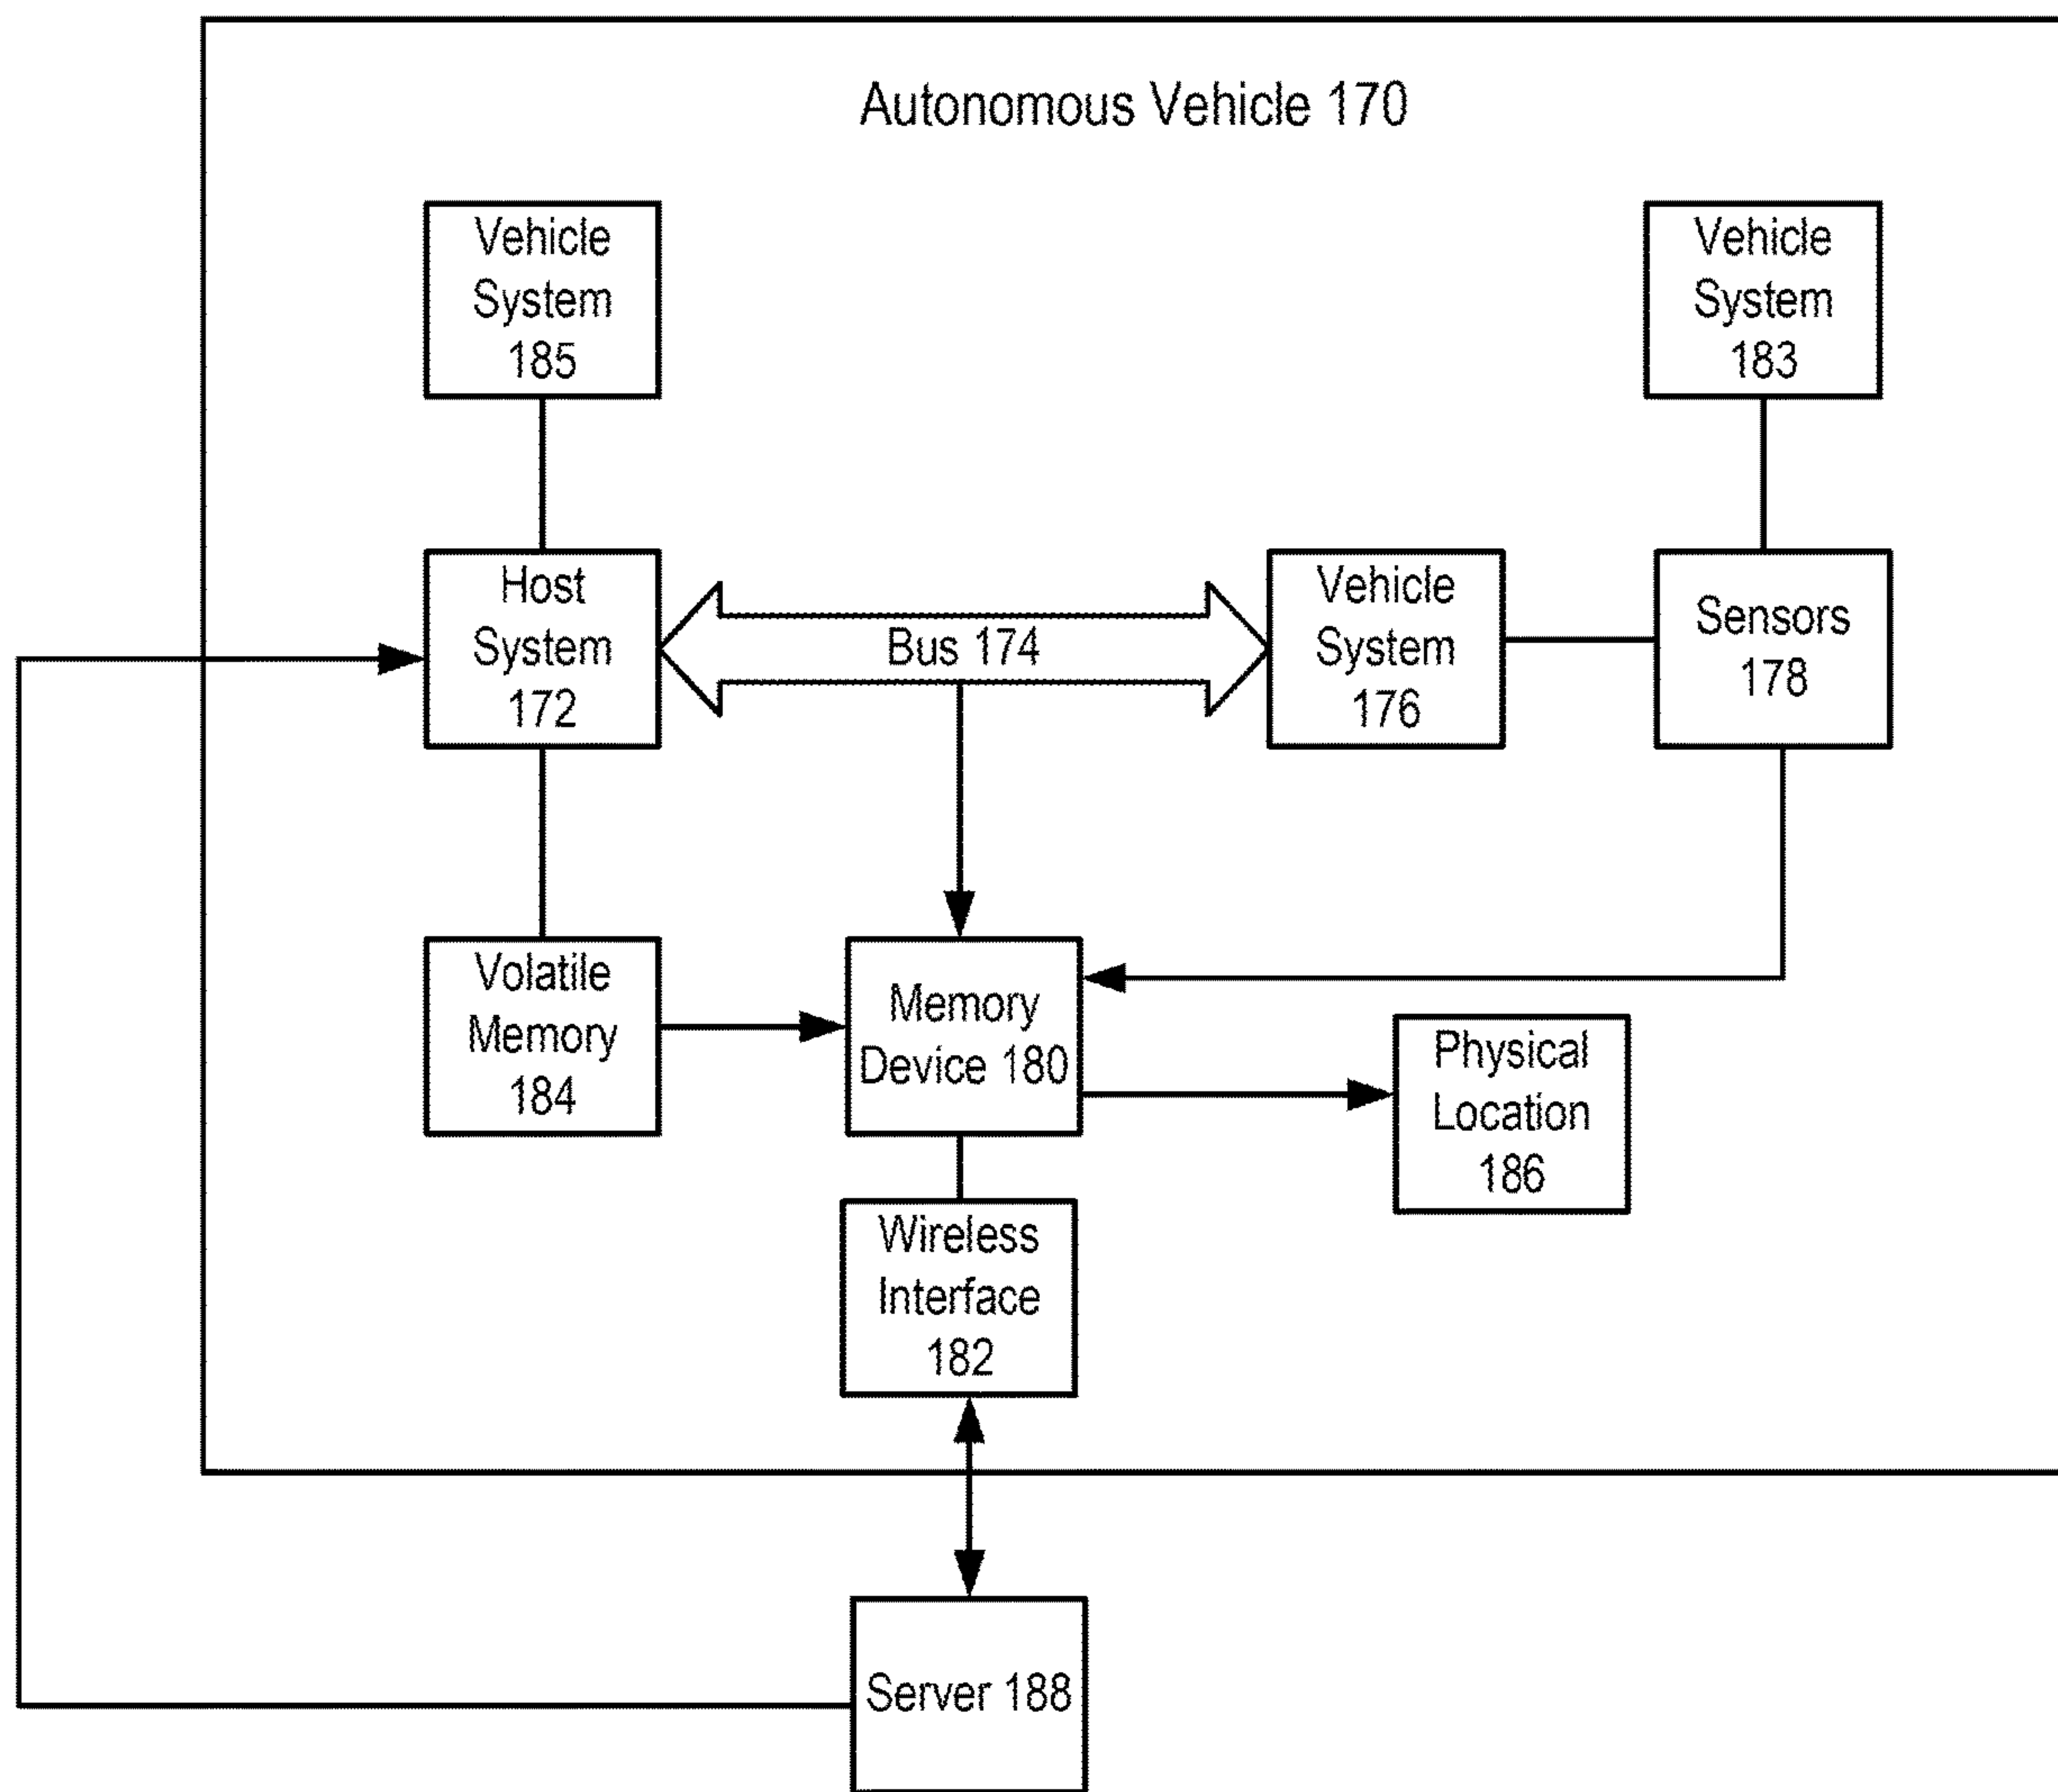 Autonomous Vehicle 170
Vehicle
System
185
Vehicle
System
183
Host
System
172
Bus 174
Vehicle
System
176
Sensors
178
Volatile
Memory
184
Memory
Device 180
Physical
Location
186
Wireless
Interface
182
Server 188